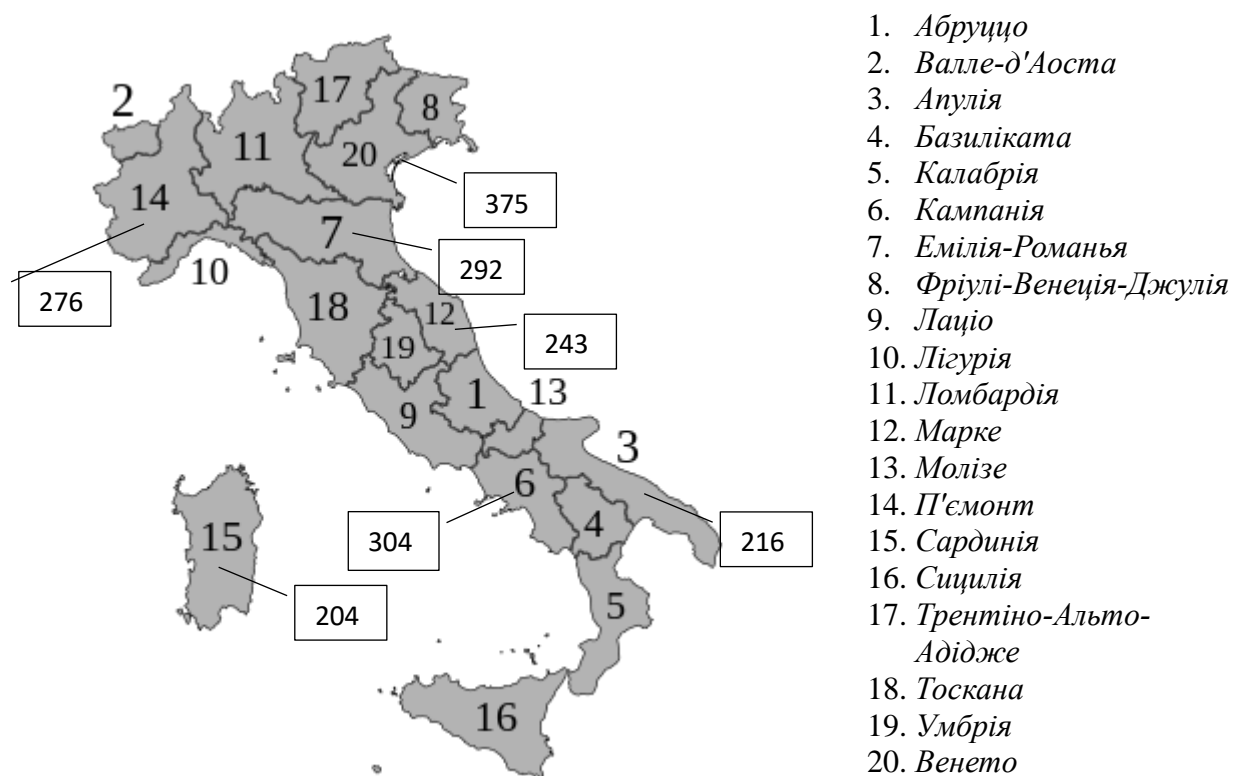 17
2
8
11
20
14
375
7
292
10
276
18
12
243
19
1
13
9
3
6
304
4
216
15
204
5
16
1. Абруццо
2. Валле-д'Аоста
3. Апулія
4. Базиліката
5. Калабрія
6. Кампанія
7. Емілія-Романья
8. Фріулі-Венеція-Джулія
9. Лаціо
10. Лігурія
11. Ломбардія
12. Марке
13. Молізе
14. П'ємонт
15. Сардинія
16. Сицилія
17. Трентіно-Альто-
Адідже
18. Тоскана
19. Умбрія
20. Венето